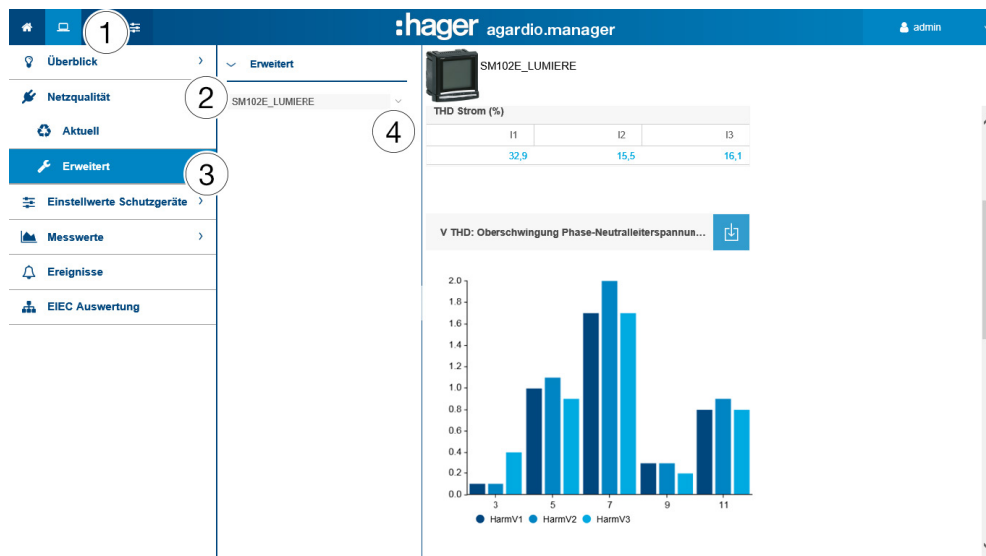 :hager agardio.manager
admin
1
Überblick
Netzqualität
2
Aktuell
Erweitert
3
Einstellwerte Schutzgeräte
Messwerte
Ereignisse
EIEC Auswertung
Erweitert
SM102E_LUMIERE
4
SM102E_LUMIERE
THD Strom (%)
I1 I2 I3
32,9 15,5 16,1
V THD: Oberschwingung Phase-Neutralleiterspannun...
2.0
1.8
1.6
1.4
1.2
1.0
0.8
0.6
0.4
0.2
0.0
3 5 7 9 11
HarmV1 HarmV2 HarmV3